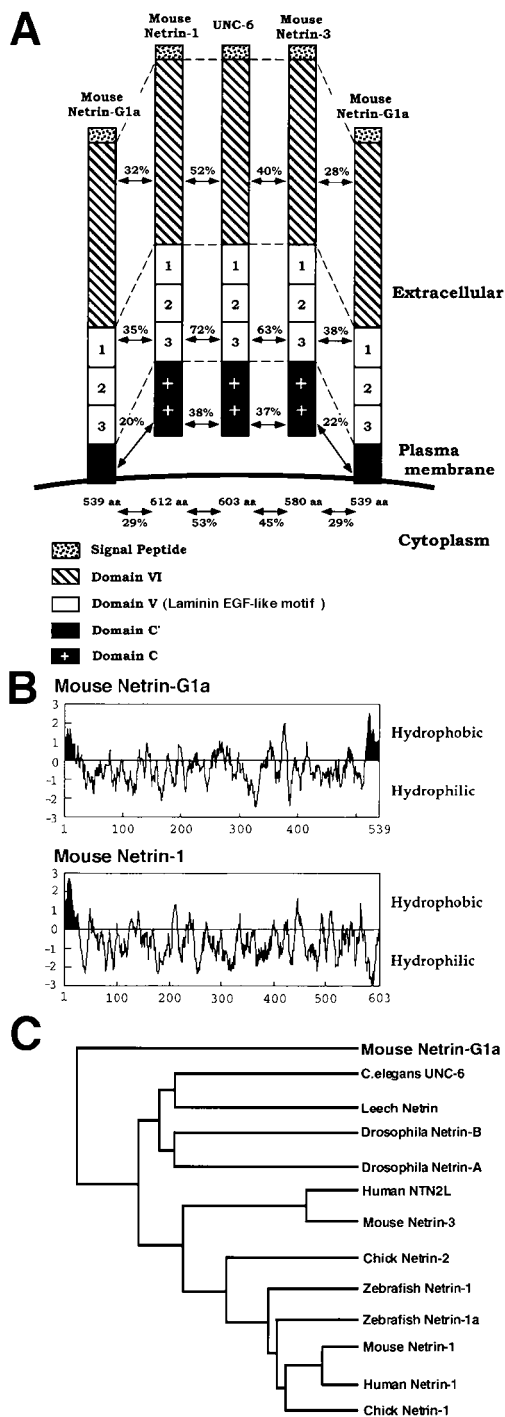 A
Mouse
Netrin-1
UNC-6
Mouse
Netrin-3
Mouse
Netrin-G1a
Mouse
Netrin-G1a
32%
52%
40%
28%
1
1
1
2
2
2
3
3
3
Extracellular
35%
72%
63%
38%
1
2
3
1
2
3
+
+
+
+
+
+
20%
38%
37%
22%
Plasma
membrane
539 aa
612 aa
603 aa
580 aa
539 aa
29%
53%
45%
29%
Cytoplasm
Signal Peptide
Domain VI
Domain V (Laminin EGF-like motif )
Domain C'
+ Domain C
B
Mouse Netrin-G1a
3
2
1
0
-1
-2
-3
Hydrophobic
Hydrophilic
1 100 200 300 400 539
Mouse Netrin-1
3
2
1
0
-1
-2
-3
Hydrophobic
Hydrophilic
1 100 200 300 400 500 603
C
Mouse Netrin-G1a
C.elegans UNC-6
Leech Netrin
Drosophila Netrin-B
Drosophila Netrin-A
Human NTN2L
Mouse Netrin-3
Chick Netrin-2
Zebrafish Netrin-1
Zebrafish Netrin-1a
Mouse Netrin-1
Human Netrin-1
Chick Netrin-1